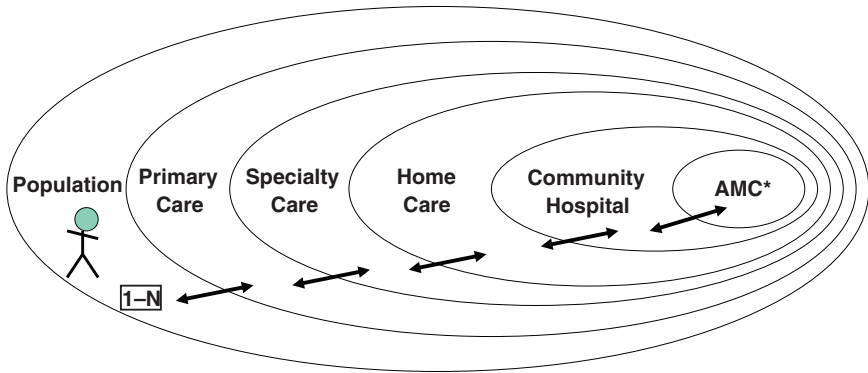 Population
Primary
Care
Specialty
Care
Home
Care
Community
Hospital
AMC*
1–N